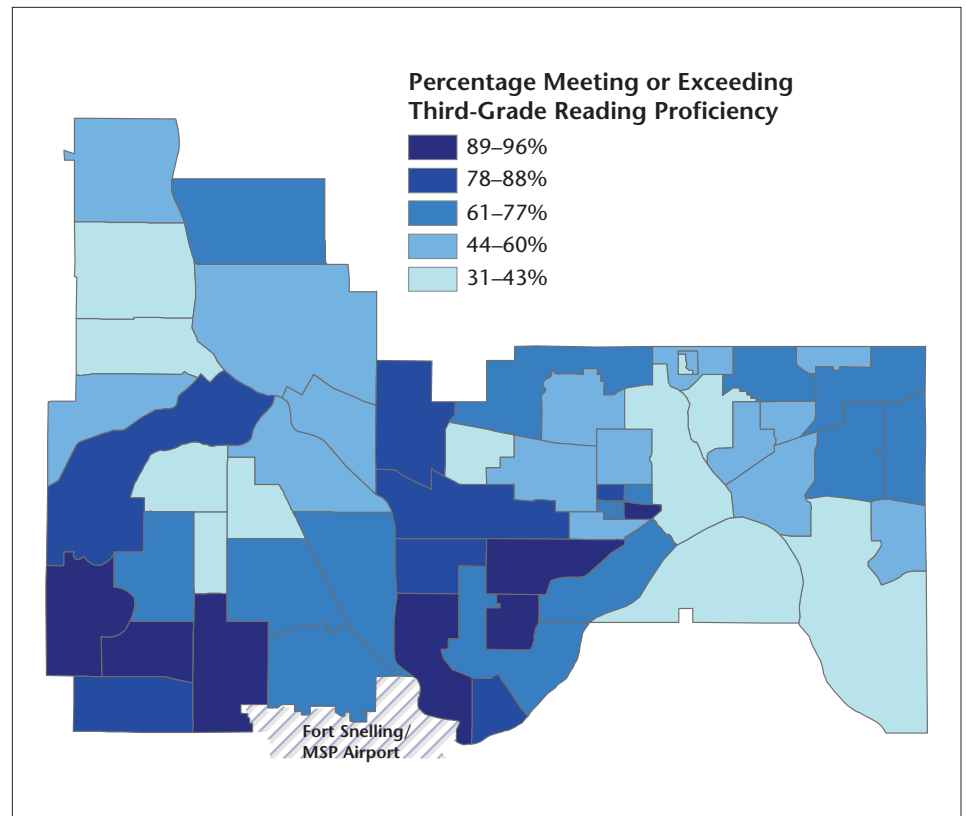 Percentage Meeting or Exceeding
Third-Grade Reading Proficiency
89–96%
78–88%
61–77%
44–60%
31–43%
Fort Snelling/
MSP Airport